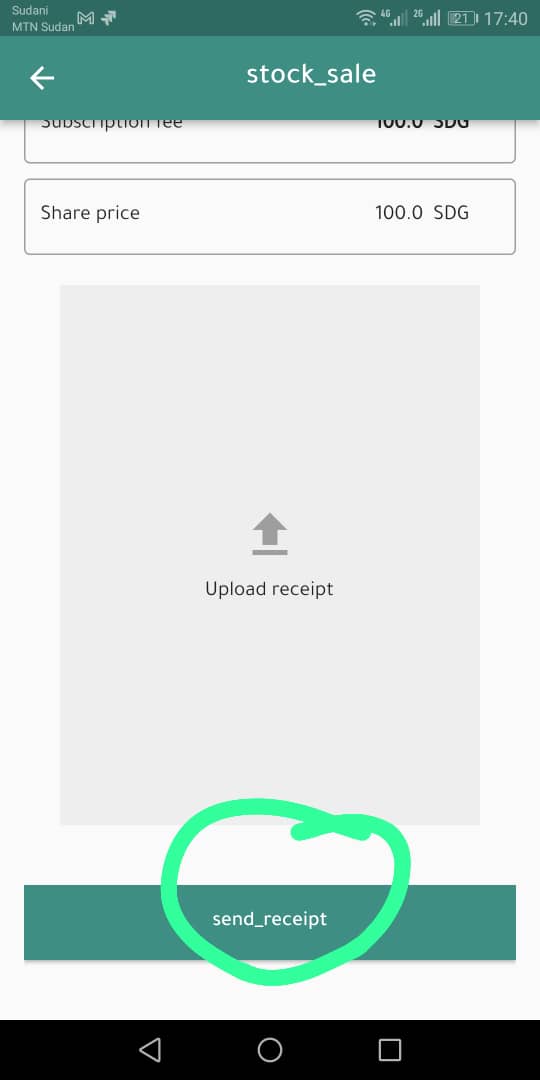 Sudani
MTN Sudan
4G 2G 21 17:40
stock_sale
Subscription fee 100.0 SDG
Share price 100.0 SDG
Upload receipt
send_receipt